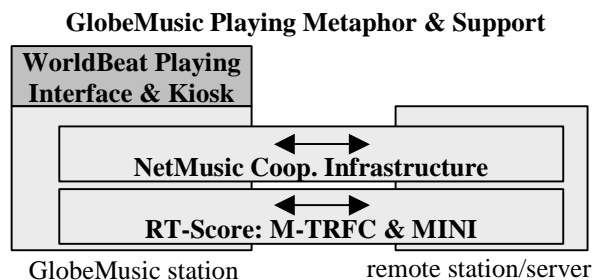 GlobeMusic Playing Metaphor & Support
WorldBeat Playing
Interface & Kiosk
NetMusic Coop. Infrastructure
RT-Score: M-TRFC & MINI
GlobeMusic station
remote station/server